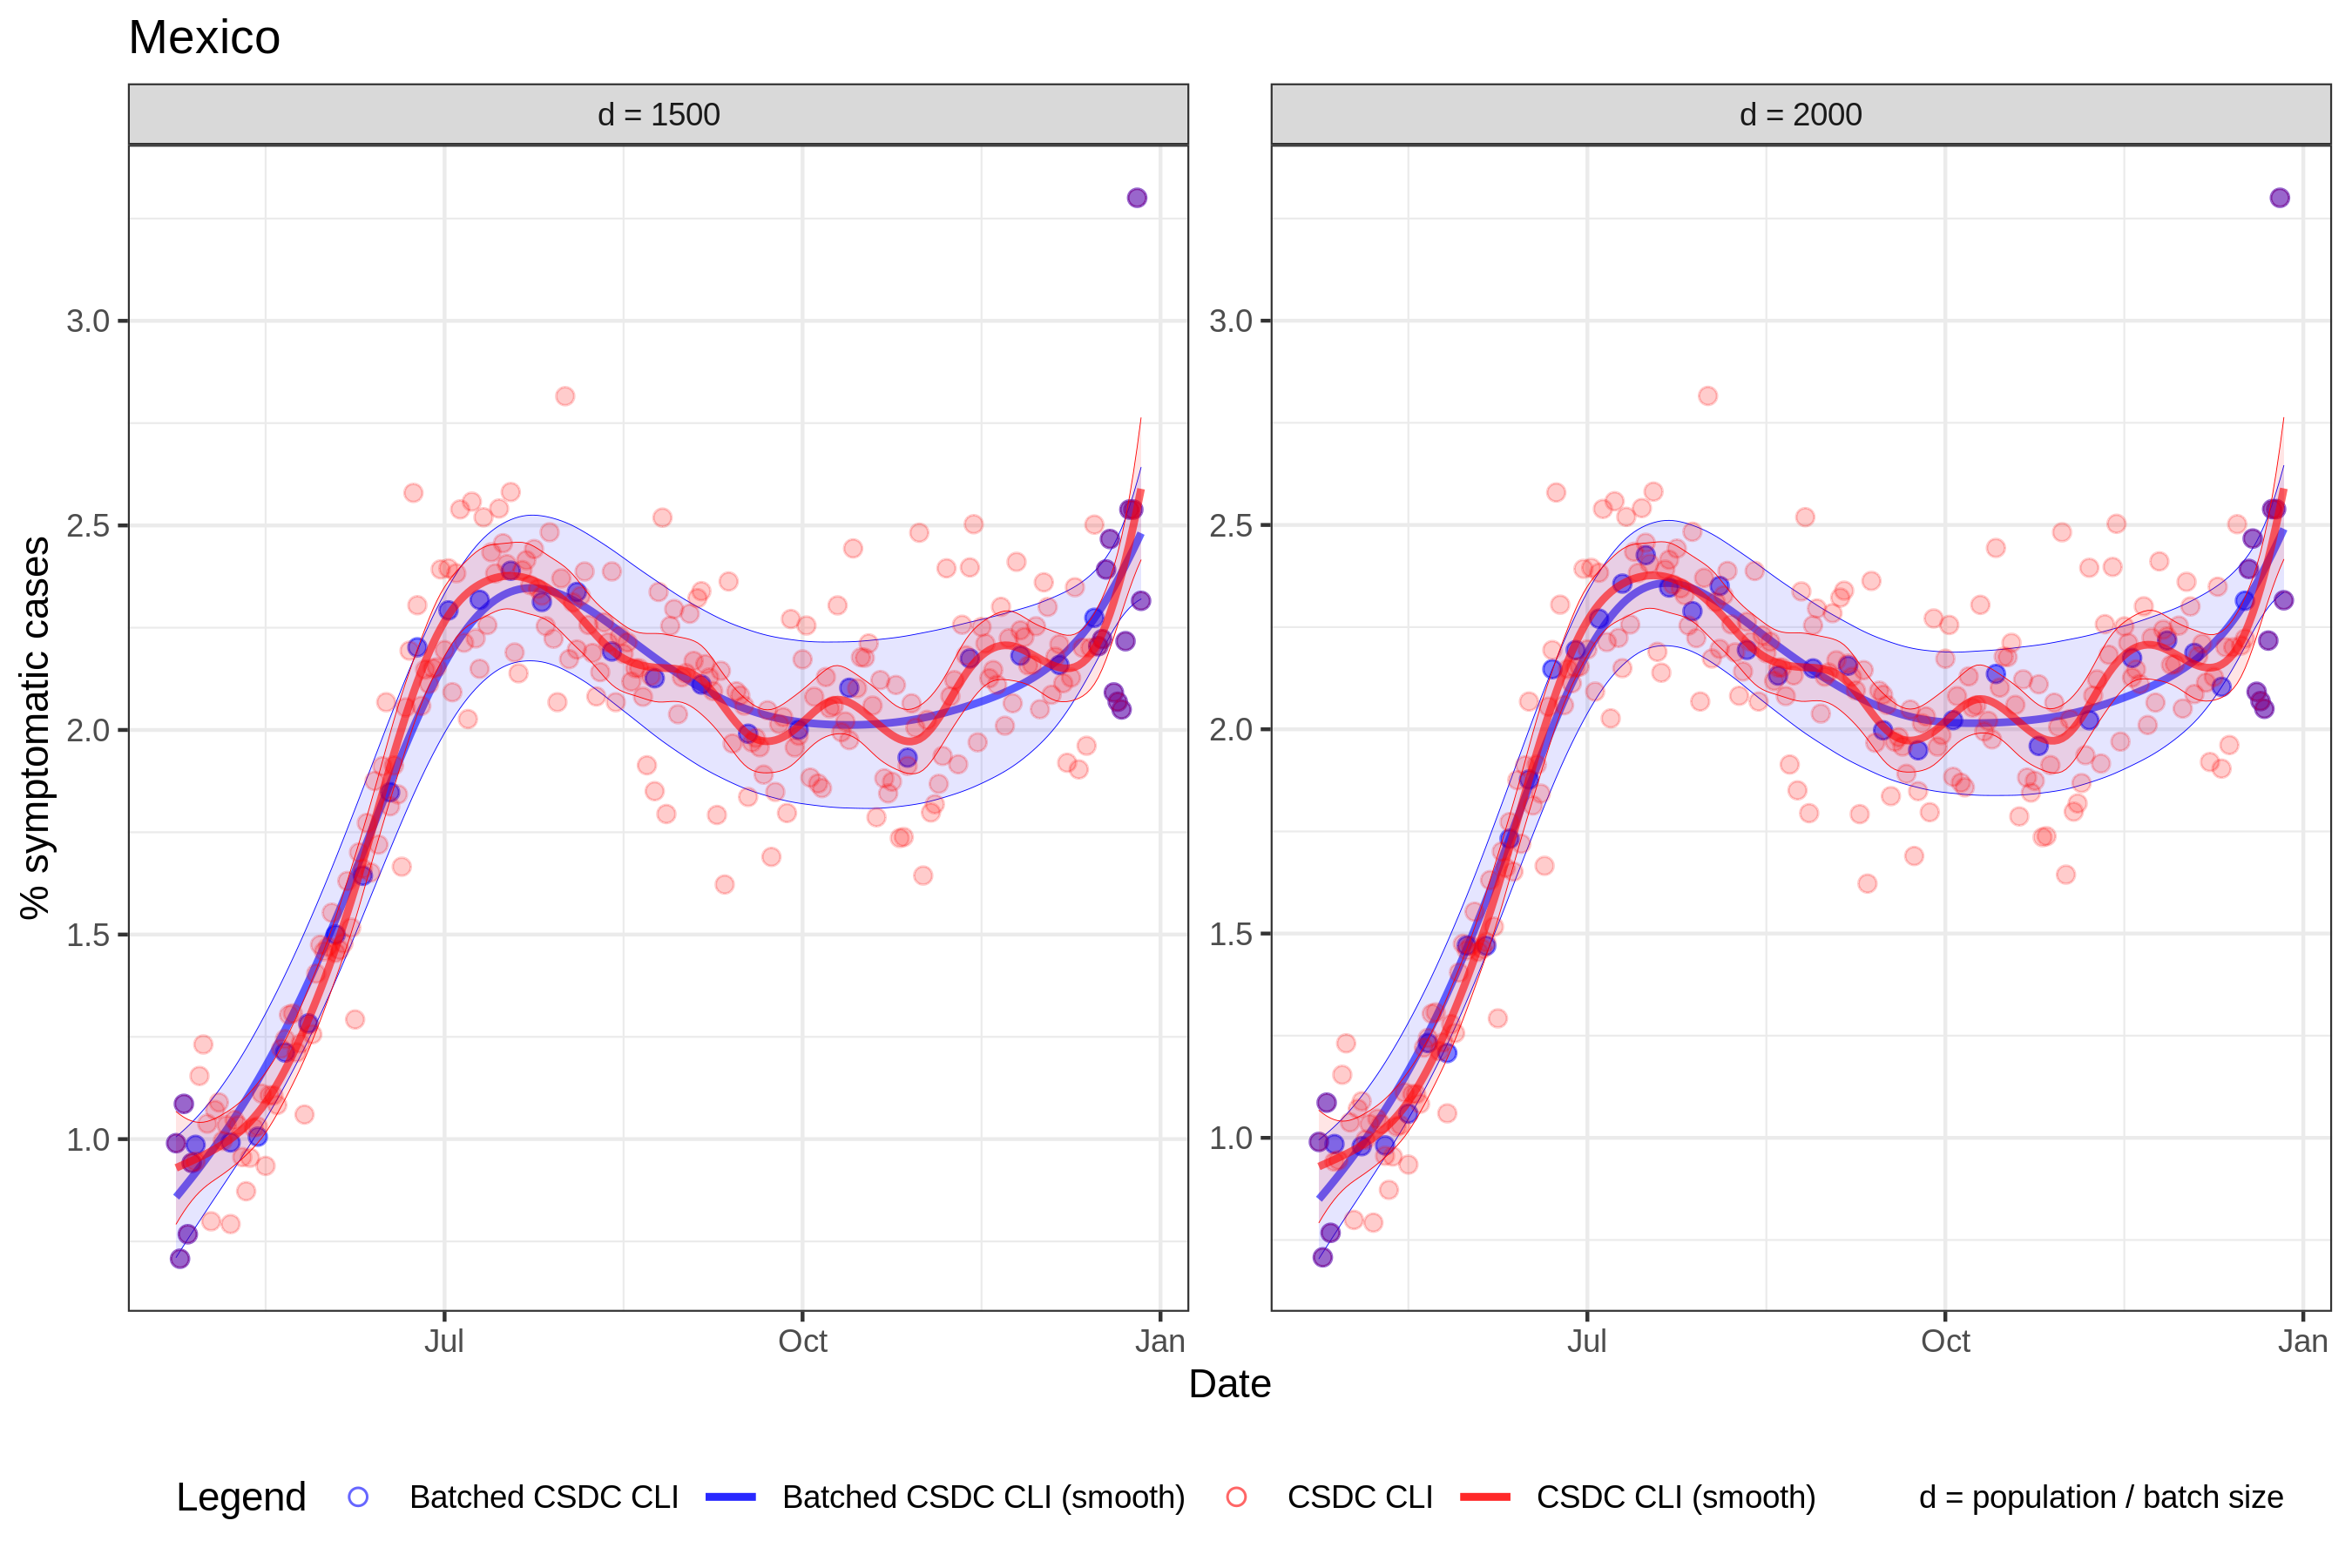 Mexico
d = 1500
d = 2000
% symptomatic cases
3.0
2.5
2.0
1.5
1.0
3.0
2.5
2.0
1.5
1.0
Jul
Oct
Jan
Jul
Oct
Jan
Date
Legend
Batched CSDC CLI
Batched CSDC CLI (smooth)
CSDC CLI
CSDC CLI (smooth)
d = population / batch size